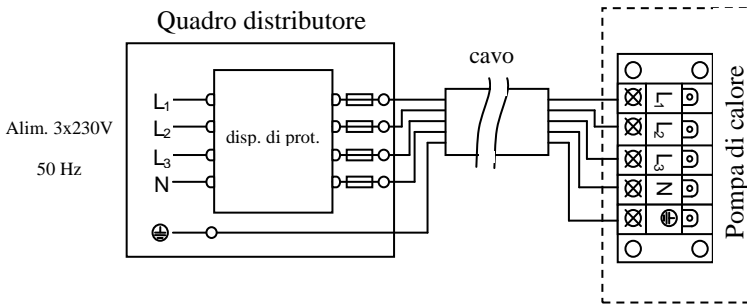 Quadro distributore
cavo
L1
L2
L3
N
disp. di prot.
Alim. 3x230V
50 Hz
L1
L2
L3
N
Pompa di calore